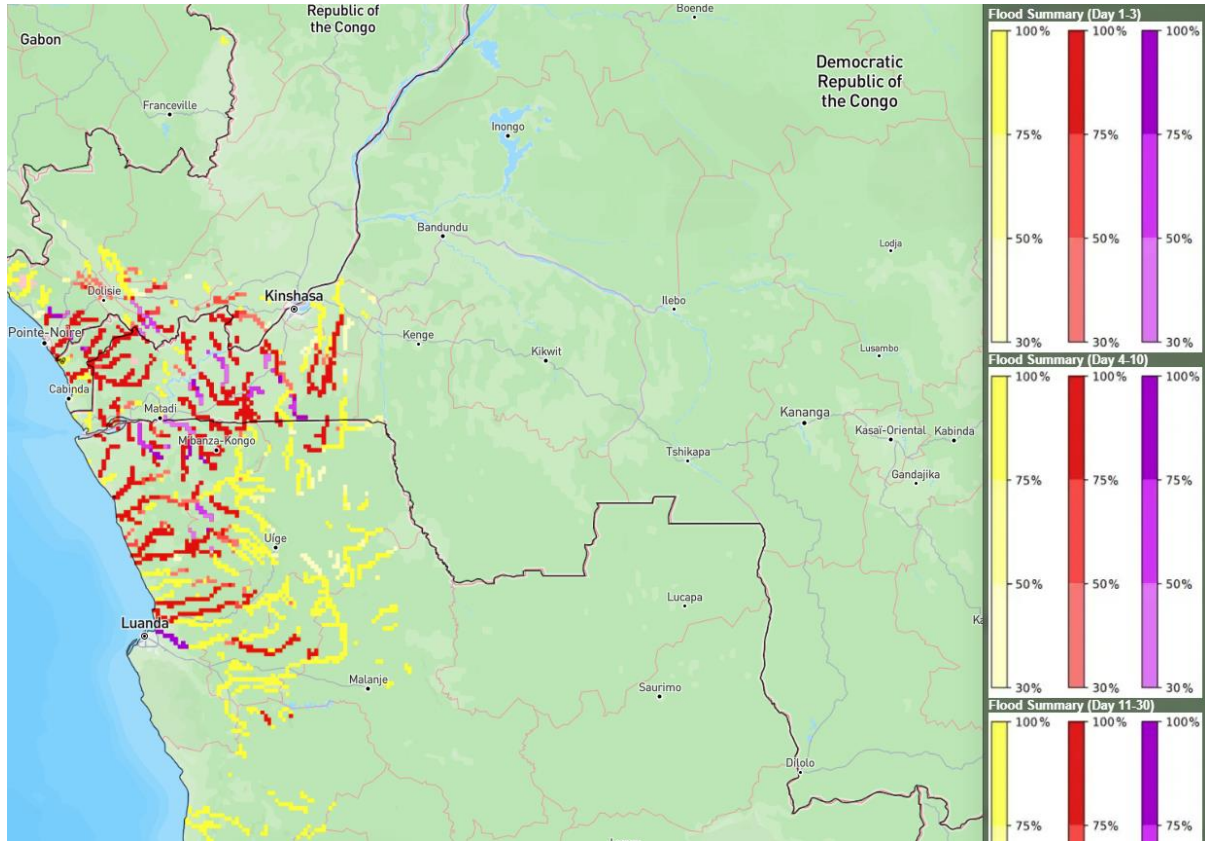 Republic of
the Congo
Boende
Gabon
Democratic
Republic of
the Congo
Franceville
Inongo
Bandundu
Lodja
Dolisie
Kinshasa
Ilebo
Pointe-Noire
Kenge
Kikwit
Lusambo
Cabinda
Matadi
Kananga
Kasaï-Oriental
Kabinda
Mbanza-Kongo
Tshikapa
Gandajika
Uíge
Lucapa
Luanda
Malanje
Saurimo
Dilolo
Flood Summary (Day 1-3)
100% 100% 100%
75% 75% 75%
50% 50% 50%
30% 30% 30%
Flood Summary (Day 4-10)
100% 100% 100%
75% 75% 75%
50% 50% 50%
30% 30% 30%
Flood Summary (Day 11-30)
100% 100% 100%
75% 75% 75%